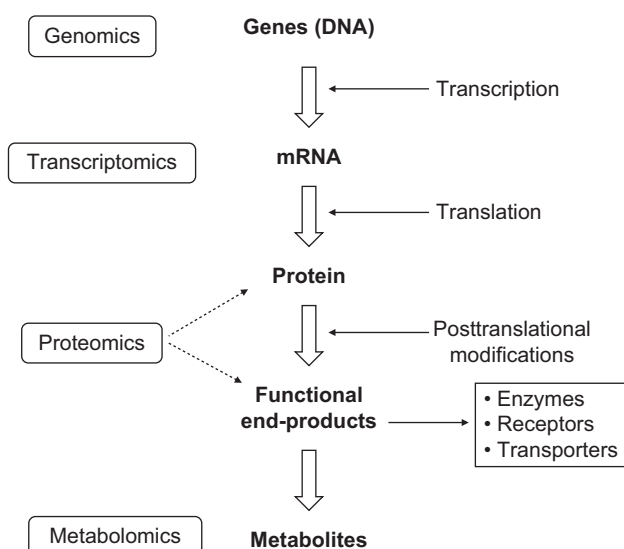 Genomics
Genes (DNA)
Transcription
Transcriptomics
mRNA
Translation
Protein
Proteomics
Posttranslational
modifications
Functional
end-products
• Enzymes
• Receptors
• Transporters
Metabolomics
Metabolites